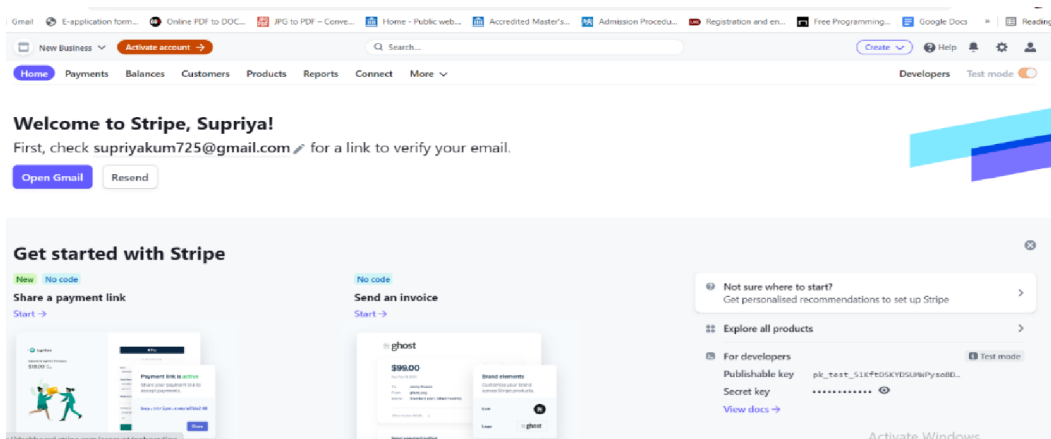 Gmail E-application form... Online PDF to DOC... JPG to PDF – Conve... Home - Public web... Accredited Master's... Admission Procedu... Registration and en... Free Programming... Google Docs » Reading
New Business Activate account → Search... Create Help
Home Payments Balances Customers Products Reports Connect More Developers Test mode
Welcome to Stripe, Supriya!
First, check supriyakum725@gmail.com for a link to verify your email.
Open Gmail Resend
Get started with Stripe
New No code
Share a payment link
Start →
No code
Send an invoice
Start →
ghost
$99.00
Brand elements
Payment link is active
Share
ghost
Not sure where to start?
Get personalised recommendations to set up Stripe
Explore all products
For developers Test mode
Publishable key
Secret key ••••••••••••
View docs →
Activate Windows